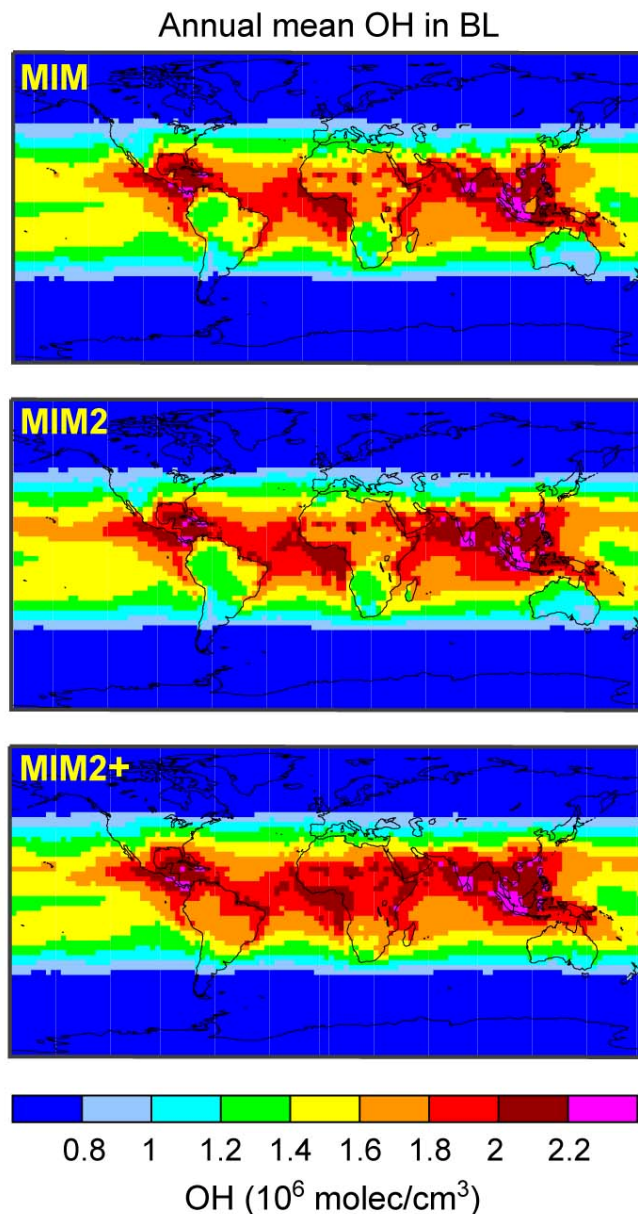 Annual mean OH in BL
MIM
MIM2
MIM2+
0.8 1 1.2 1.4 1.6 1.8 2 2.2
OH (10⁶ molec/cm³)